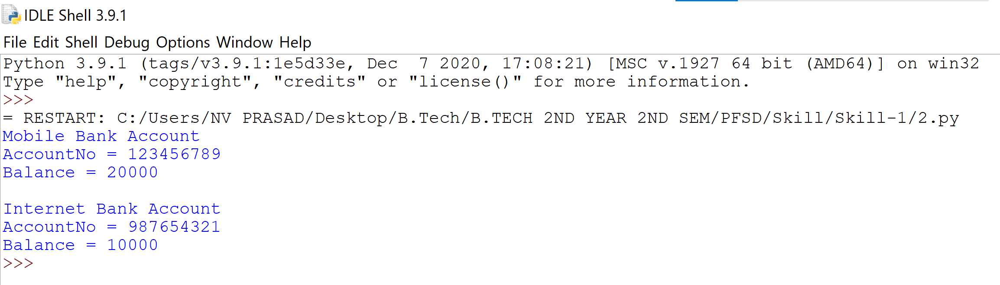 IDLE Shell 3.9.1
File Edit Shell Debug Options Window Help
Python 3.9.1 (tags/v3.9.1:1e5d33e, Dec  7 2020, 17:08:21) [MSC v.1927 64 bit (AMD64)] on win32
Type "help", "copyright", "credits" or "license()" for more information.
>>>
= RESTART: C:/Users/NV PRASAD/Desktop/B.Tech/B.TECH 2ND YEAR 2ND SEM/PFSD/Skill/Skill-1/2.py
Mobile Bank Account
AccountNo = 123456789
Balance = 20000

Internet Bank Account
AccountNo = 987654321
Balance = 10000
>>>